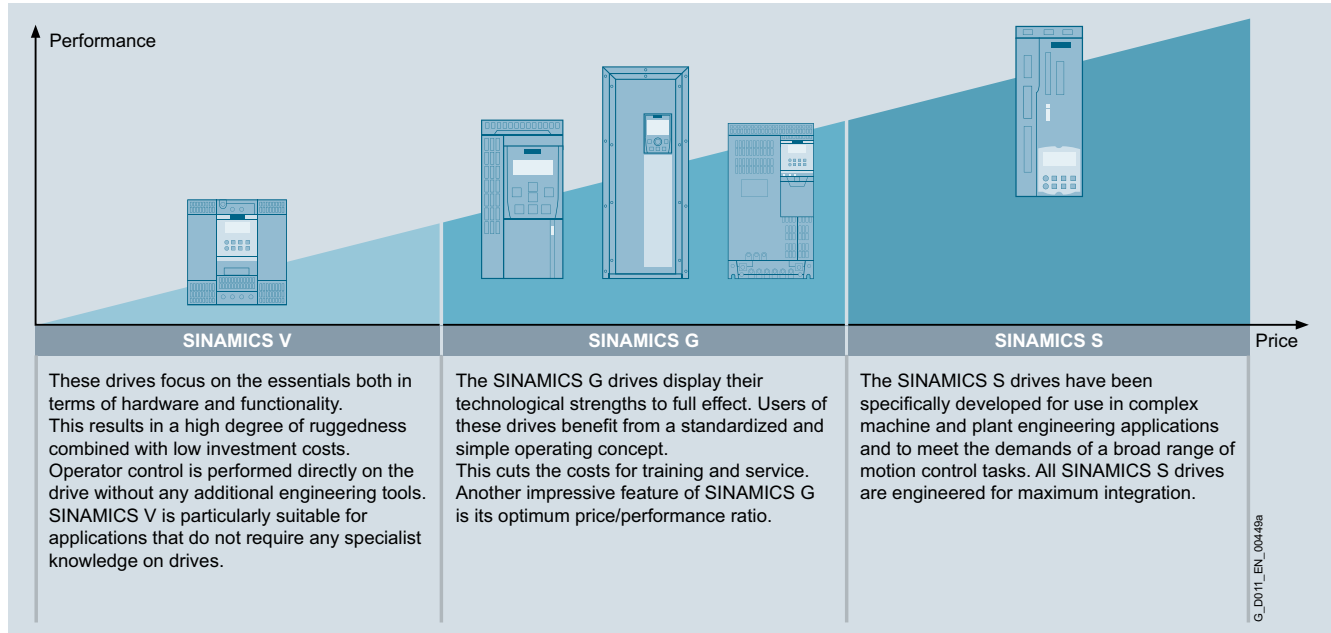 Performance
SINAMICS V
SINAMICS G
SINAMICS S
Price
These drives focus on the essentials both in
terms of hardware and functionality.
This results in a high degree of ruggedness
combined with low investment costs.
Operator control is performed directly on the
drive without any additional engineering tools.
SINAMICS V is particularly suitable for
applications that do not require any specialist
knowledge on drives.
The SINAMICS G drives display their
technological strengths to full effect. Users of
these drives benefit from a standardized and
simple operating concept.
This cuts the costs for training and service.
Another impressive feature of SINAMICS G
is its optimum price/performance ratio.
The SINAMICS S drives have been
specifically developed for use in complex
machine and plant engineering applications
and to meet the demands of a broad range of
motion control tasks. All SINAMICS S drives
are engineered for maximum integration.
G_D011_EN_00449a